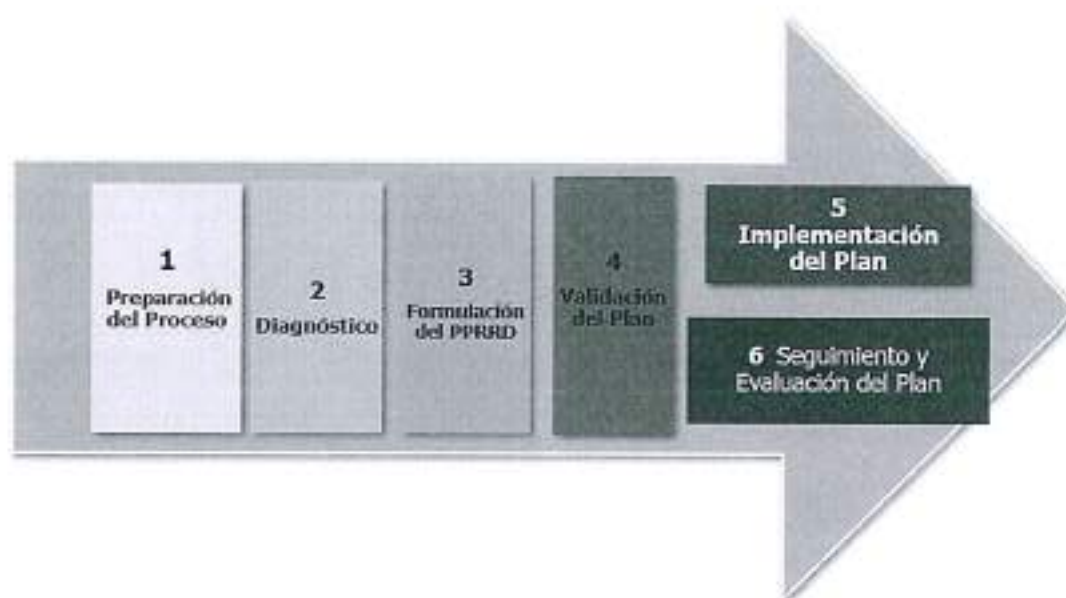 1
Preparación
del Proceso
2
Diagnóstico
3
Formulación
del PPRRD
4
Validación
del Plan
5
Implementación
del Plan
6 Seguimiento y
Evaluación del Plan